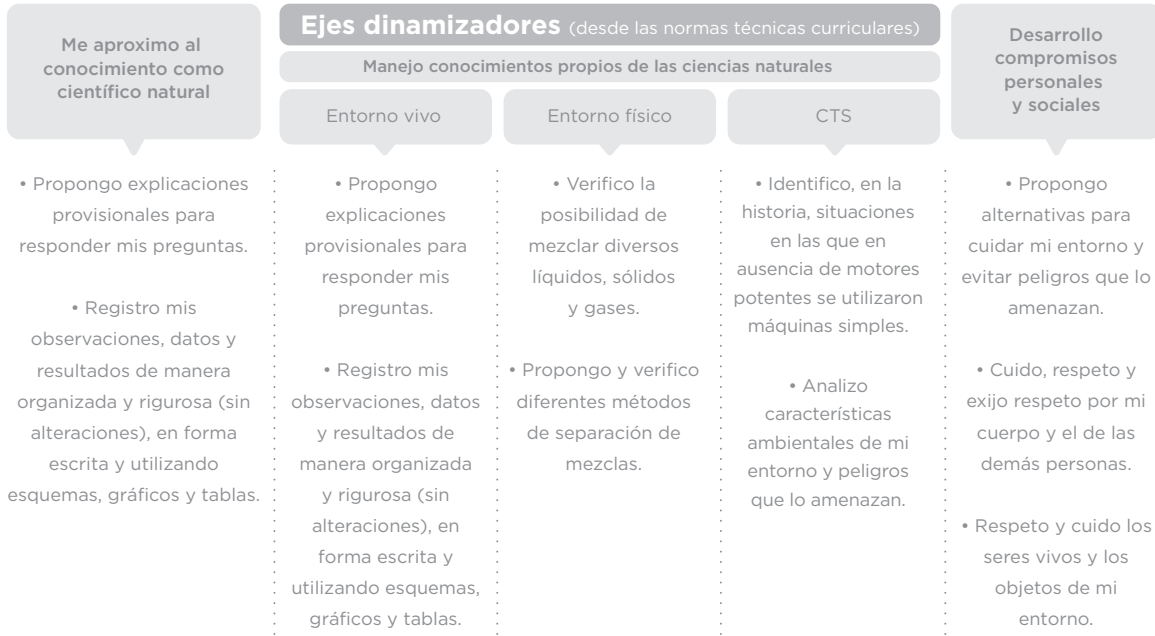 Me aproximo al
conocimiento como
científico natural
Ejes dinamizadores (desde las normas técnicas curriculares)
Manejo conocimientos propios de las ciencias naturales
Entorno vivo
Entorno físico
CTS
Desarrollo
compromisos
personales
y sociales
• Propongo explicaciones
provisionales para
responder mis preguntas.
• Registro mis
observaciones, datos y
resultados de manera
organizada y rigurosa (sin
alteraciones), en forma
escrita y utilizando
esquemas, gráficos y tablas.
• Propongo
explicaciones
provisionales para
responder mis
preguntas.
• Registro mis
observaciones, datos
y resultados de
manera organizada
y rigurosa (sin
alteraciones), en
forma escrita y
utilizando esquemas,
gráficos y tablas.
• Verifico la
posibilidad de
mezclar diversos
líquidos, sólidos
y gases.
• Propongo y verifico
diferentes métodos
de separación de
mezclas.
• Identifico, en la
historia, situaciones
en las que en
ausencia de motores
potentes se utilizaron
máquinas simples.
• Analizo
características
ambientales de mi
entorno y peligros
que lo amenazan.
• Propongo
alternativas para
cuidar mi entorno y
evitar peligros que lo
amenazan.
• Cuido, respeto y
exijo respeto por mi
cuerpo y el de las
demás personas.
• Respeto y cuido los
seres vivos y los
objetos de mi
entorno.